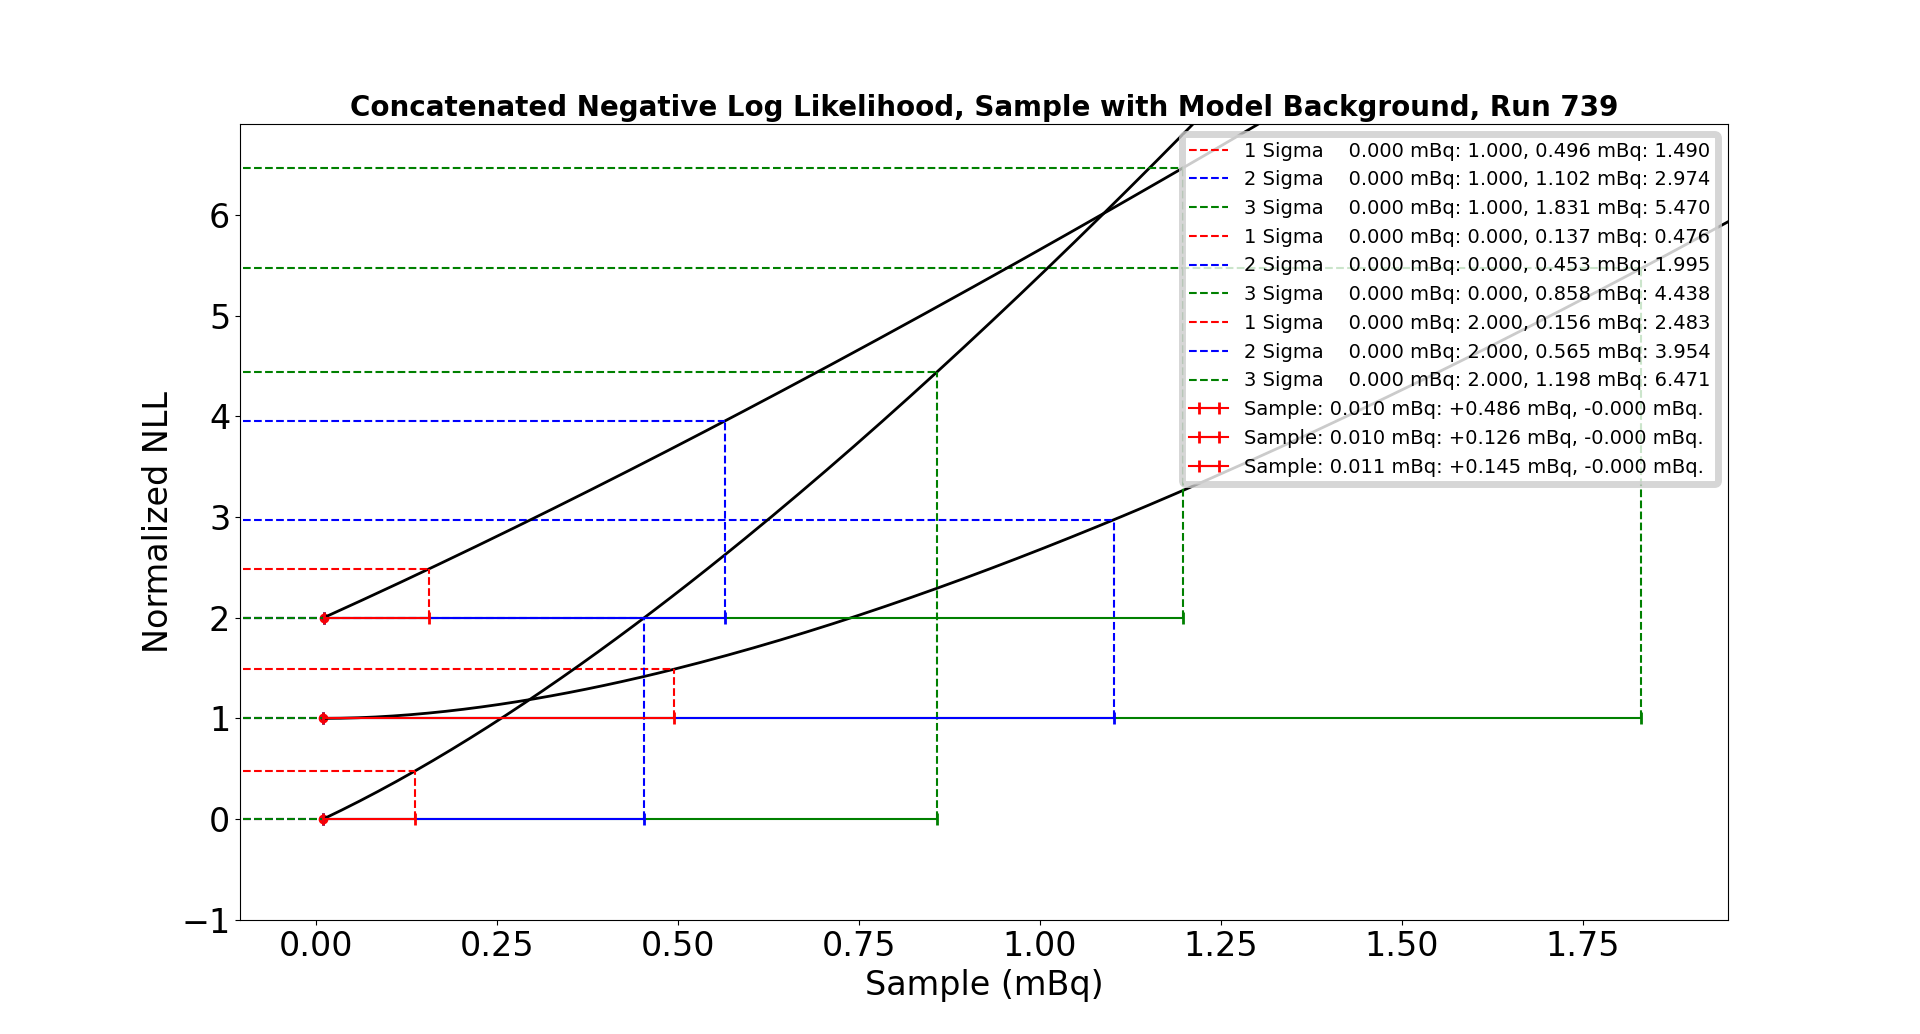 Concatenated Negative Log Likelihood, Sample with Model Background, Run 739
1 Sigma 0.000 mBq: 1.000, 0.496 mBq: 1.490
2 Sigma 0.000 mBq: 1.000, 1.102 mBq: 2.974
3 Sigma 0.000 mBq: 1.000, 1.831 mBq: 5.470
1 Sigma 0.000 mBq: 0.000, 0.137 mBq: 0.476
2 Sigma 0.000 mBq: 0.000, 0.453 mBq: 1.995
3 Sigma 0.000 mBq: 0.000, 0.858 mBq: 4.438
1 Sigma 0.000 mBq: 2.000, 0.156 mBq: 2.483
2 Sigma 0.000 mBq: 2.000, 0.565 mBq: 3.954
3 Sigma 0.000 mBq: 2.000, 1.198 mBq: 6.471
Sample: 0.010 mBq: +0.486 mBq, -0.000 mBq.
Sample: 0.010 mBq: +0.126 mBq, -0.000 mBq.
Sample: 0.011 mBq: +0.145 mBq, -0.000 mBq.
Normalized NLL
6
5
4
3
2
1
0
−1
0.00 0.25 0.50 0.75 1.00 1.25 1.50 1.75
Sample (mBq)